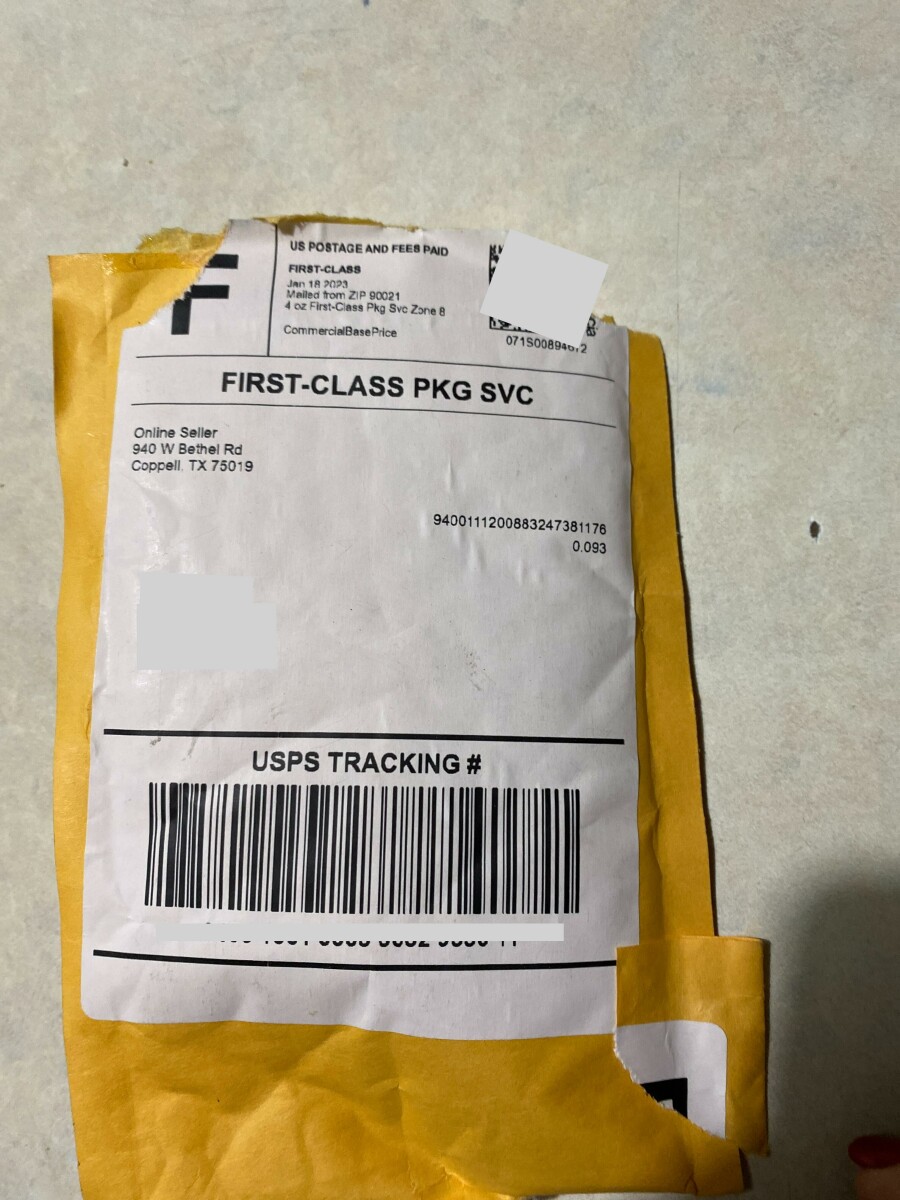 F
US POSTAGE AND FEES PAID
FIRST-CLASS
Jan 18 2023
Mailed from ZIP 90021
4 oz First-Class Pkg Svc Zone 8
CommercialBasePrice
FIRST-CLASS PKG SVC
Online Seller
940 W Bethel Rd
Coppell, TX 75019
9400111200883247381176
0.093
USPS TRACKING #